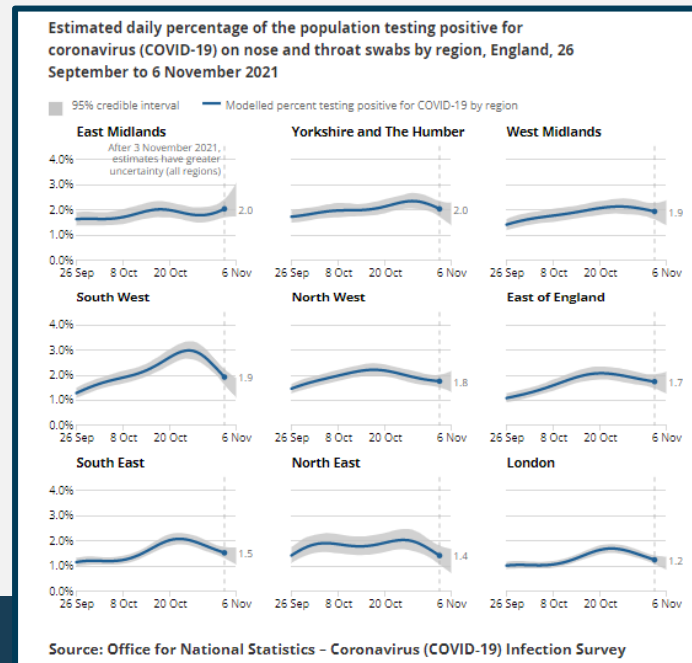 Estimated daily percentage of the population testing positive for
coronavirus (COVID-19) on nose and throat swabs by region, England, 26
September to 6 November 2021
95% credible interval Modelled percent testing positive for COVID-19 by region
East Midlands Yorkshire and The Humber West Midlands
After 3 November 2021,
estimates have greater
uncertainty (all regions)
4.0%
3.0%
2.0%
1.0%
0.0%
2.0 2.0 1.9
26 Sep 8 Oct 20 Oct 6 Nov 26 Sep 8 Oct 20 Oct 6 Nov 26 Sep 8 Oct 20 Oct 6 Nov
South West North West East of England
4.0%
3.0%
2.0%
1.0%
0.0%
1.9 1.8 1.7
26 Sep 8 Oct 20 Oct 6 Nov 26 Sep 8 Oct 20 Oct 6 Nov 26 Sep 8 Oct 20 Oct 6 Nov
South East North East London
4.0%
3.0%
2.0%
1.0%
0.0%
1.5 1.4 1.2
26 Sep 8 Oct 20 Oct 6 Nov 26 Sep 8 Oct 20 Oct 6 Nov 26 Sep 8 Oct 20 Oct 6 Nov
Source: Office for National Statistics – Coronavirus (COVID-19) Infection Survey